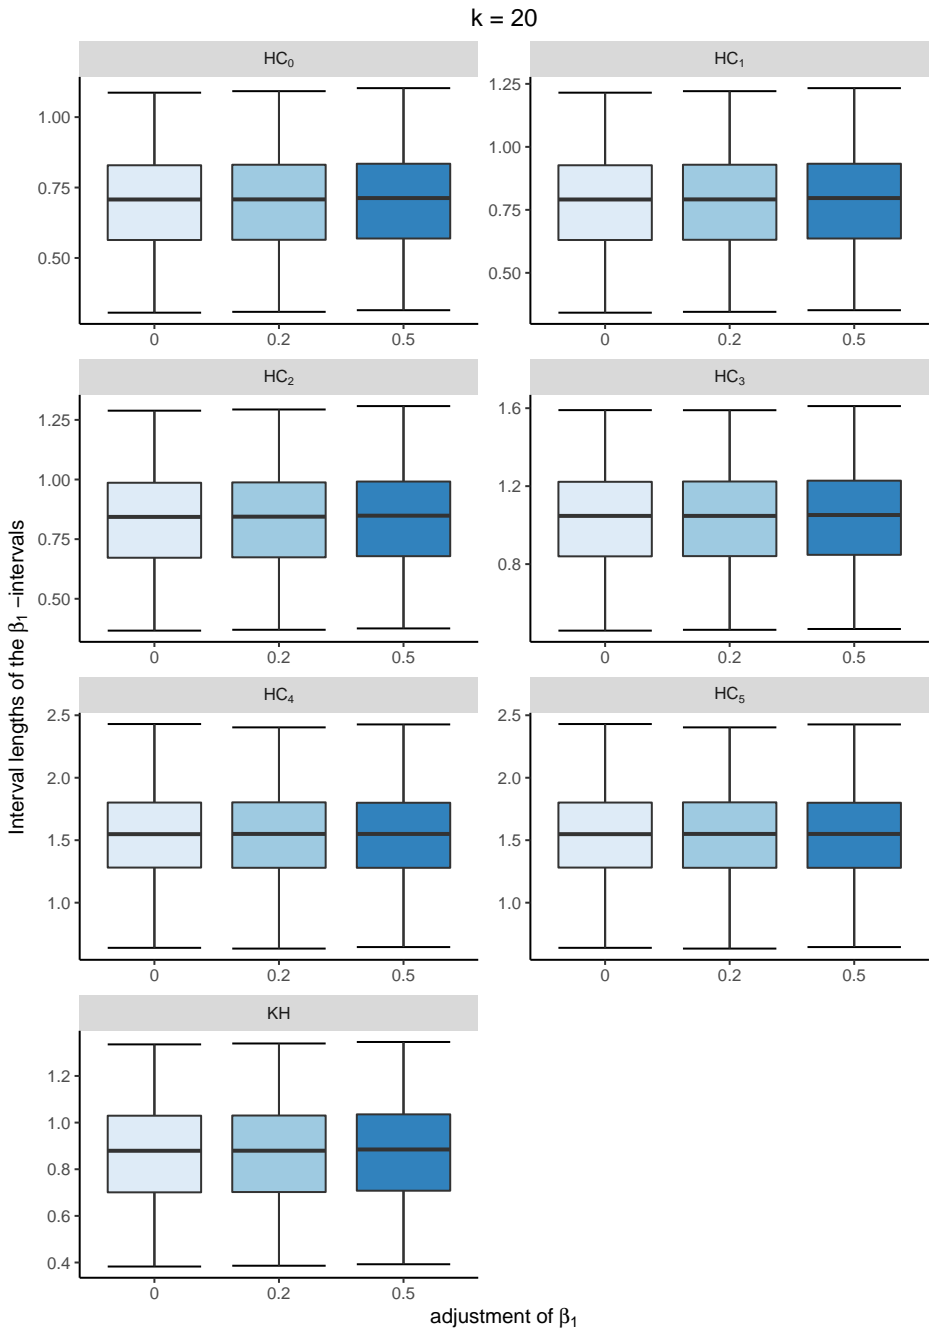 k = 20
HC₀
HC₁
1.00
0.75
0.50
1.25
1.00
0.75
0.50
0 0.2 0.5
0 0.2 0.5
HC₂
HC₃
1.25
1.00
0.75
0.50
1.6
1.2
0.8
0 0.2 0.5
0 0.2 0.5
Interval lengths of the β₁ −intervals
HC₄
HC₅
2.5
2.0
1.5
1.0
2.5
2.0
1.5
1.0
0 0.2 0.5
0 0.2 0.5
KH
1.2
1.0
0.8
0.6
0.4
0 0.2 0.5
adjustment of β₁